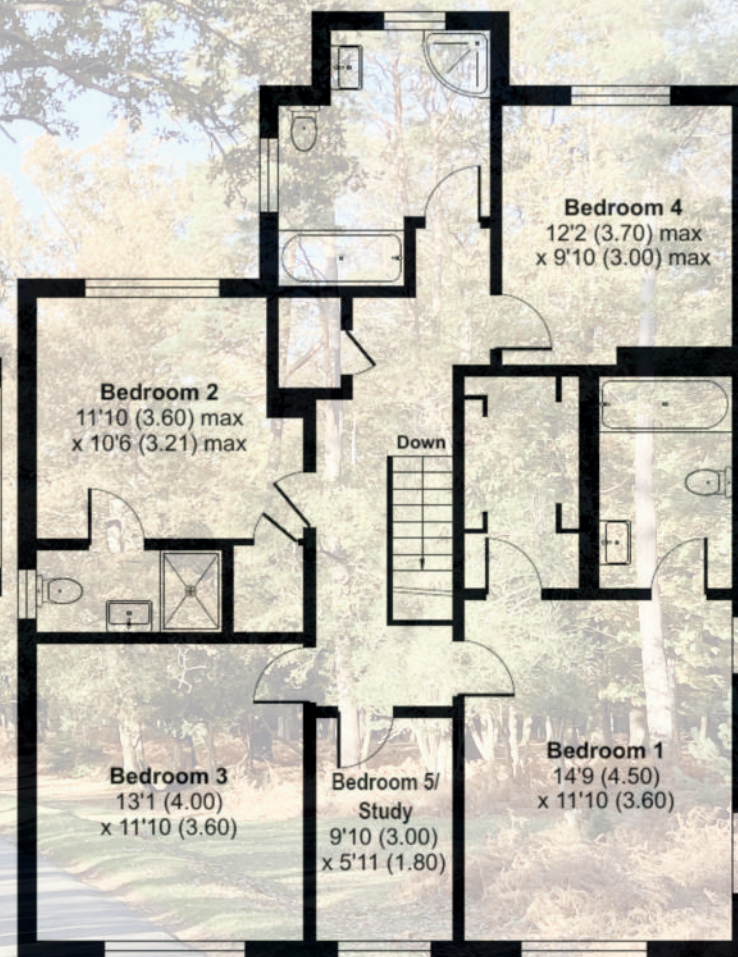 Bedroom 4
12'2 (3.70) max
x 9'10 (3.00) max
Bedroom 2
11'10 (3.60) max
x 10'6 (3.21) max
Down
Bedroom 3
13'1 (4.00)
x 11'10 (3.60)
Bedroom 5/
Study
9'10 (3.00)
x 5'11 (1.80)
Bedroom 1
14'9 (4.50)
x 11'10 (3.60)